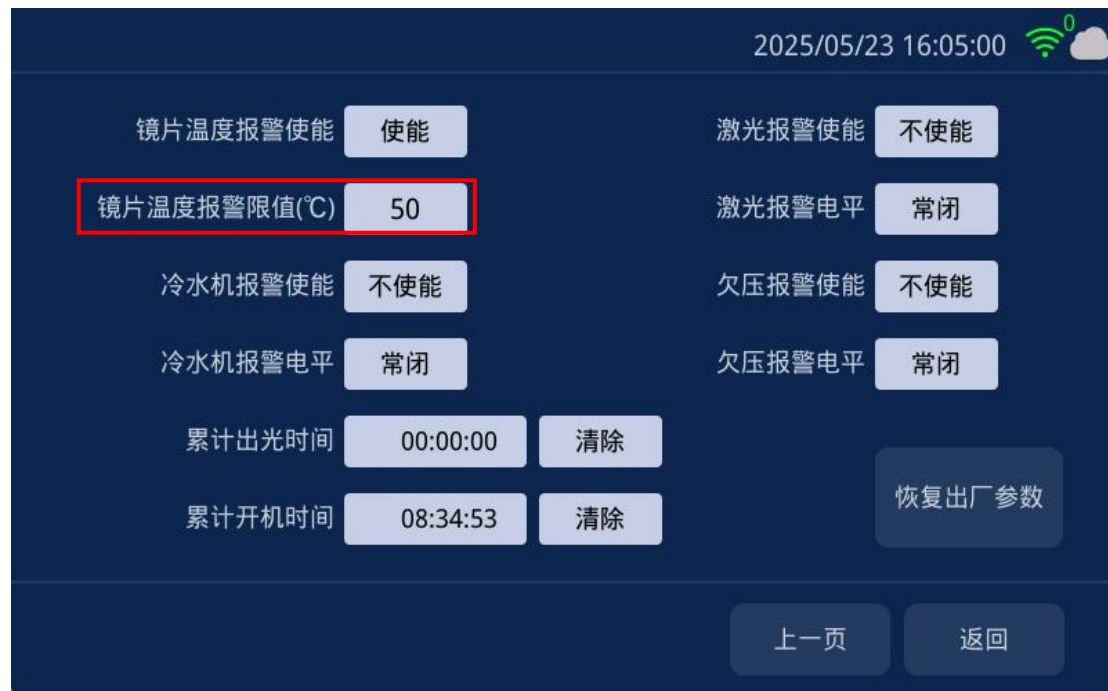 2025/05/23 16:05:00 0
镜片温度报警使能 使能 激光报警使能 不使能
镜片温度报警限值(℃) 50 激光报警电平 常闭
冷水机报警使能 不使能 欠压报警使能 不使能
冷水机报警电平 常闭 欠压报警电平 常闭
累计出光时间 00:00:00 清除
恢复出厂参数
累计开机时间 08:34:53 清除
上一页 返回